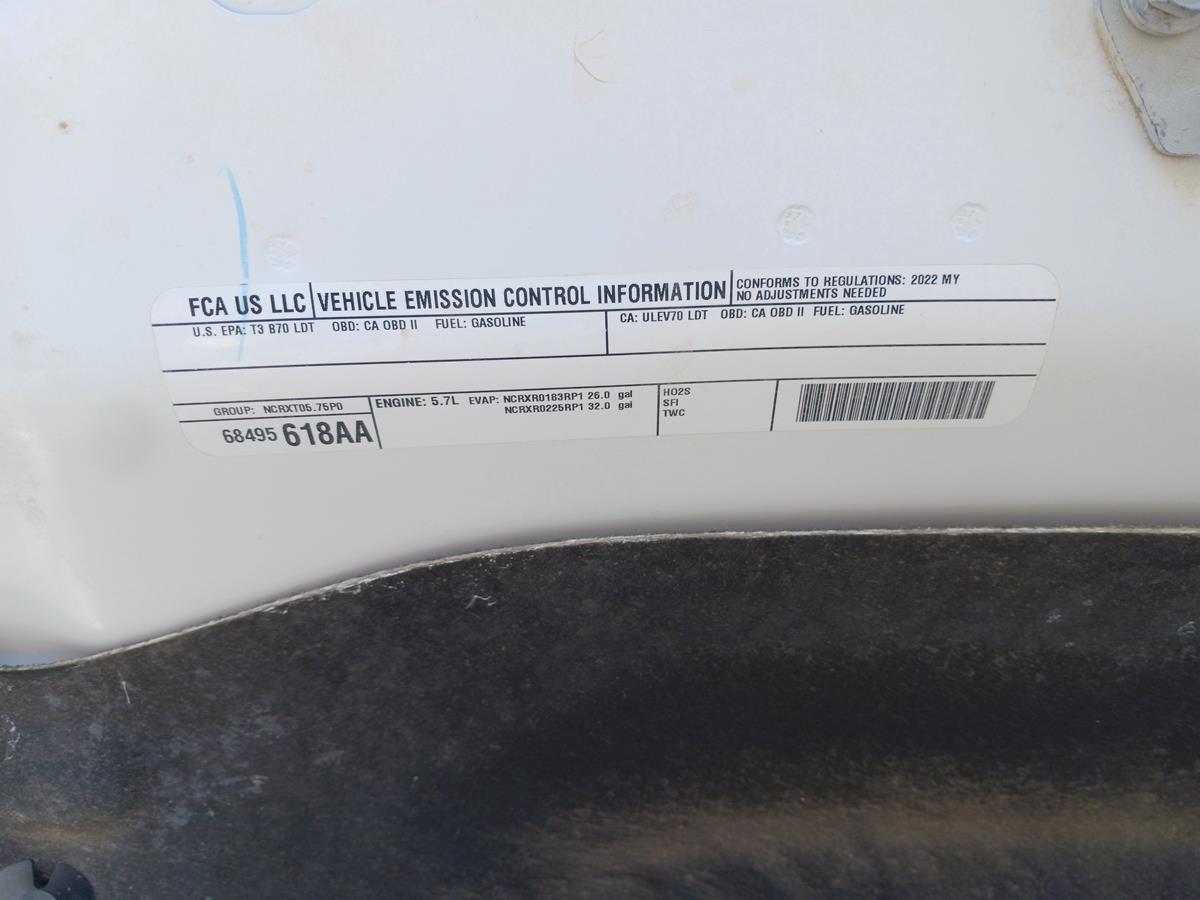 FCA US LLC VEHICLE EMISSION CONTROL INFORMATION
CONFORMS TO REGULATIONS: 2022 MY
NO ADJUSTMENTS NEEDED
U.S. EPA: T3 B70 LDT OBD: CA OBD II FUEL: GASOLINE
CA: ULEV70 LDT OBD: CA OBD II FUEL: GASOLINE
GROUP: NCRXT05.75P0
68495 618AA
ENGINE: 5.7L EVAP: NCRXR0183RP1 26.0 gal
NCRXR0225RP1 32.0 gal
HO2S
SFI
TWC